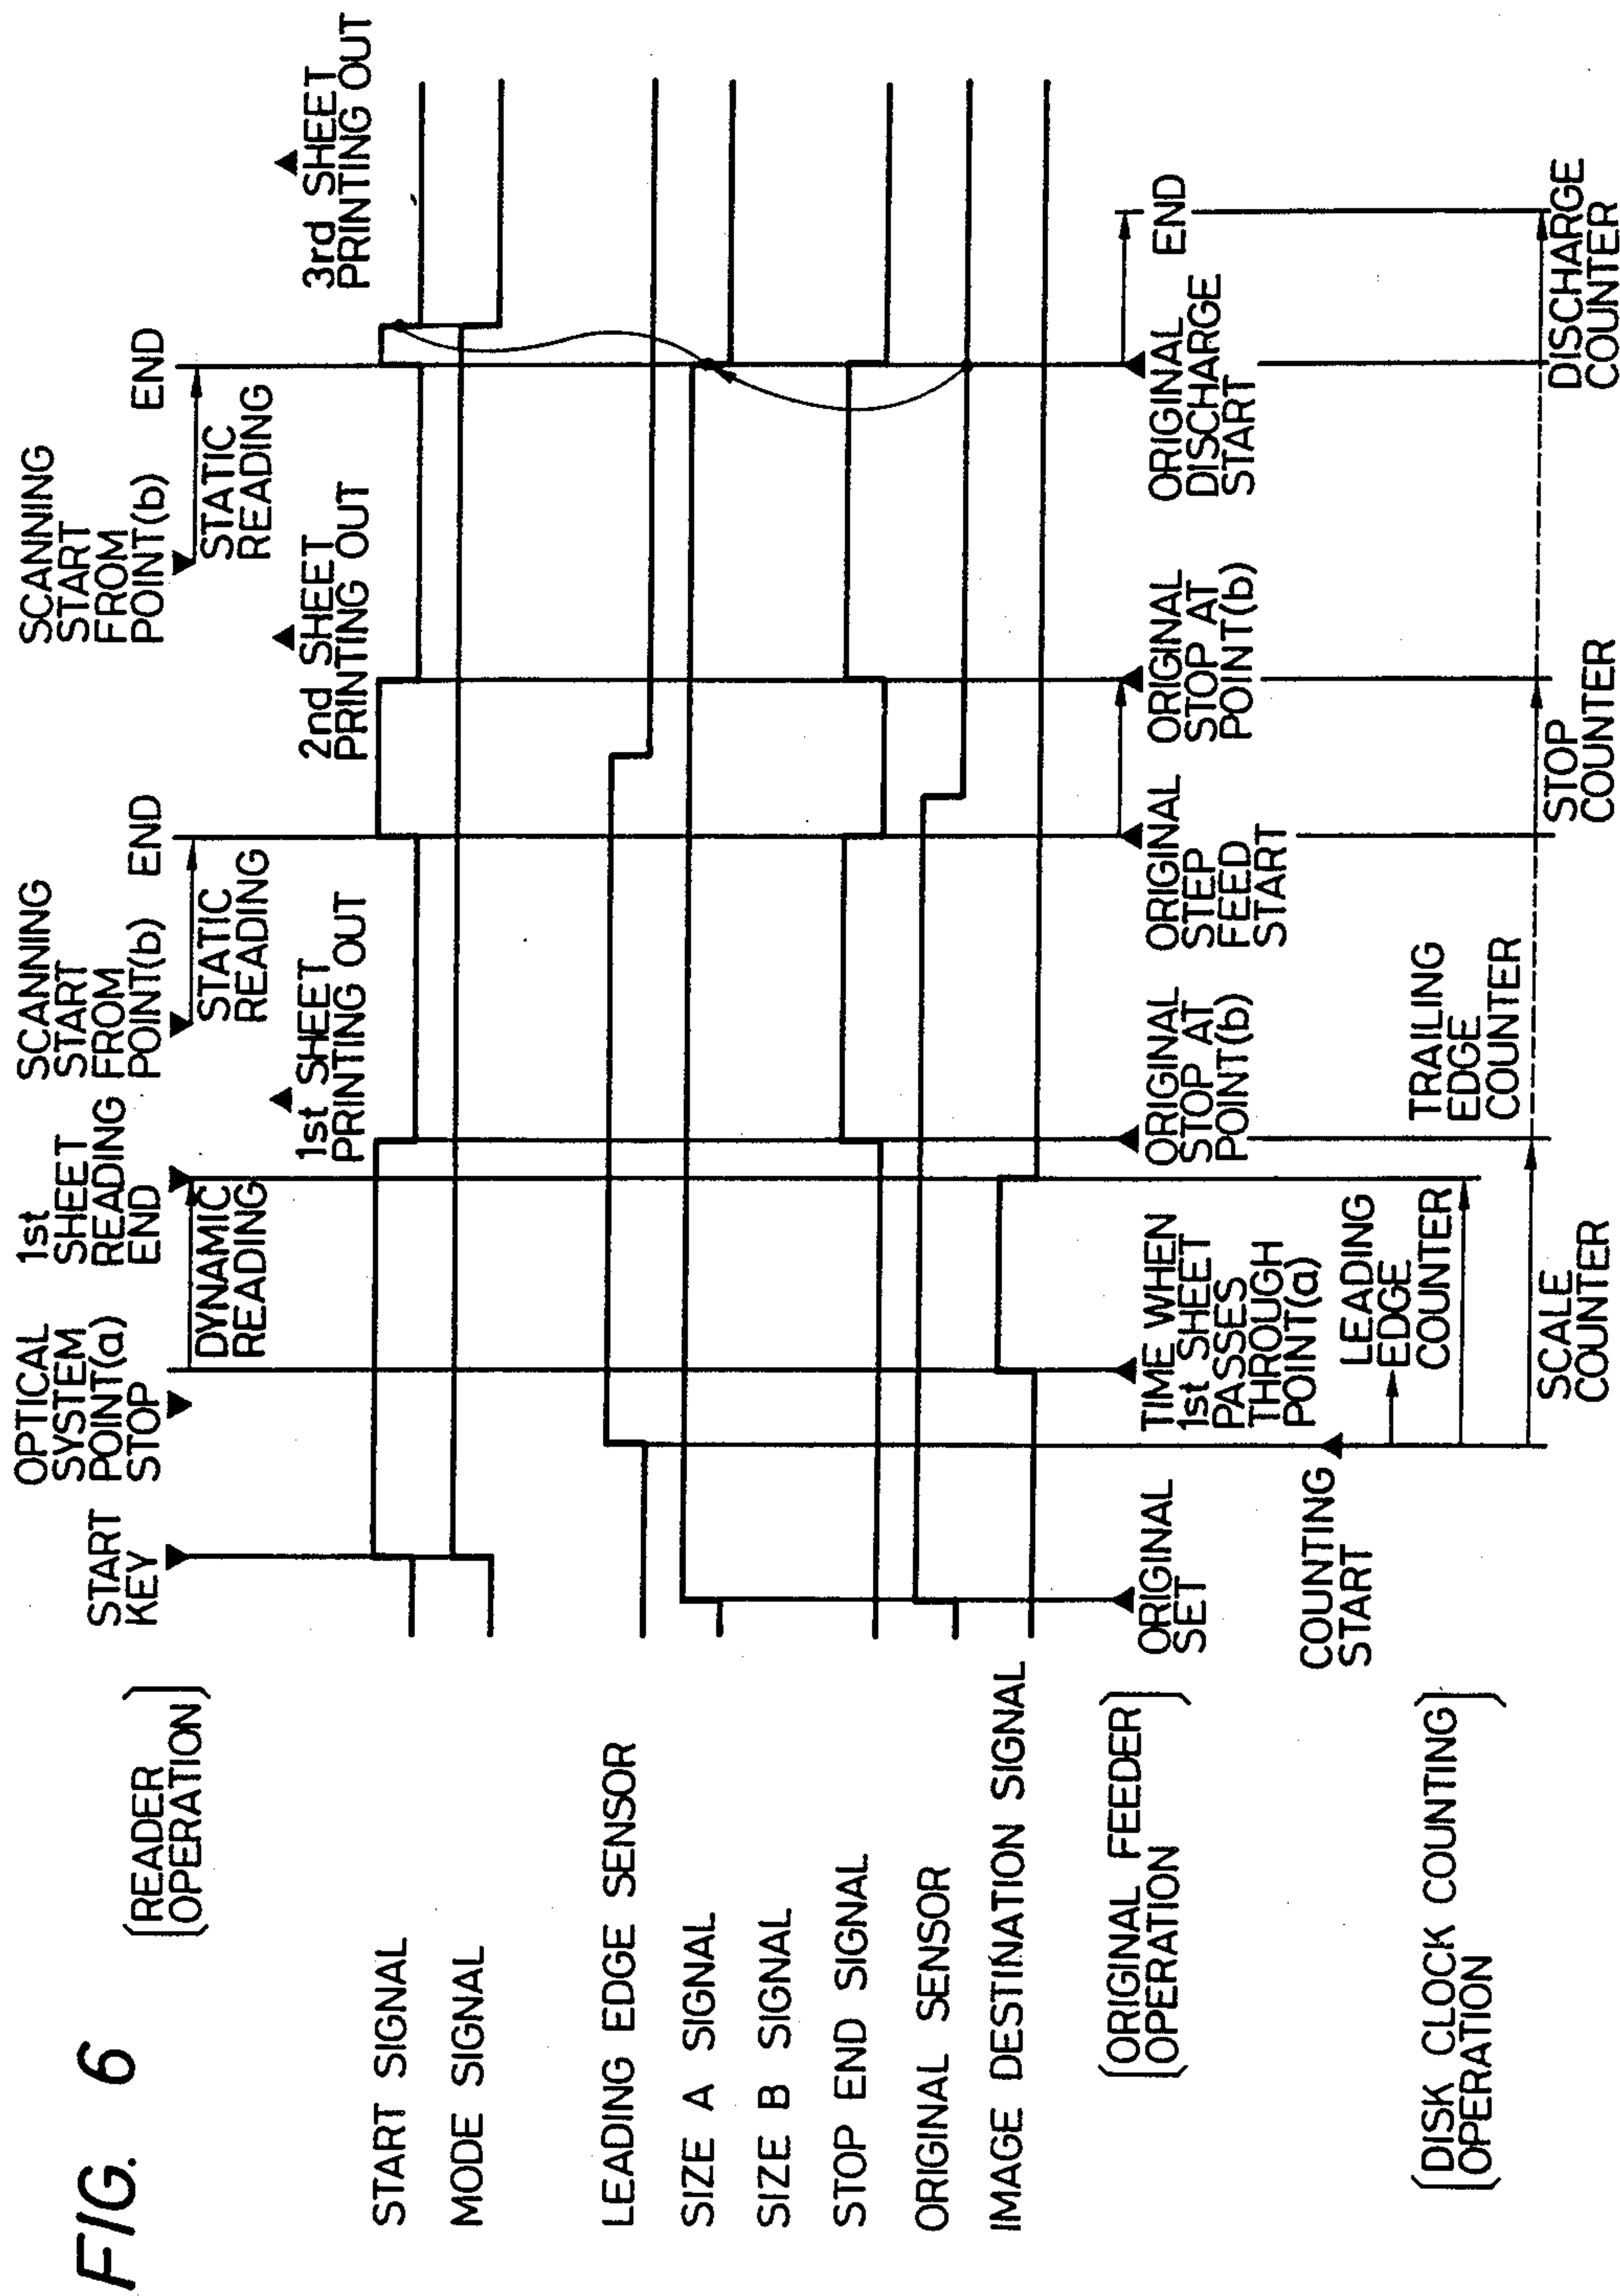 FIG. 6
(READER
OPERATION)
START
KEY
OPTICAL
SYSTEM
POINT(a)
STOP
DYNAMIC
READING
1st
SHEET
READING
END
SCANNING
START
FROM
POINT(b)
END
STATIC
READING
SCANNING
START
FROM
POINT(b)
END
STATIC
READING
1st SHEET
PRINTING OUT
2nd SHEET
PRINTING OUT
3rd SHEET
PRINTING OUT
START SIGNAL
MODE SIGNAL
LEADING EDGE SENSOR
SIZE A SIGNAL
SIZE B SIGNAL
STOP END SIGNAL
ORIGINAL SENSOR
IMAGE DESTINATION SIGNAL
(ORIGINAL FEEDER
OPERATION)
ORIGINAL
SET
TIME WHEN
1st SHEET
PASSES
THROUGH
POINT(a)
ORIGINAL
STOP AT
POINT(b)
ORIGINAL
STEP
FEED
START
ORIGINAL
STOP AT
POINT(b)
ORIGINAL
DISCHARGE
START
END
COUNTING
START
(DISK CLOCK COUNTING
OPERATION)
LEADING
EDGE
COUNTER
SCALE
COUNTER
TRAILING
EDGE
COUNTER
STOP
COUNTER
DISCHARGE
COUNTER